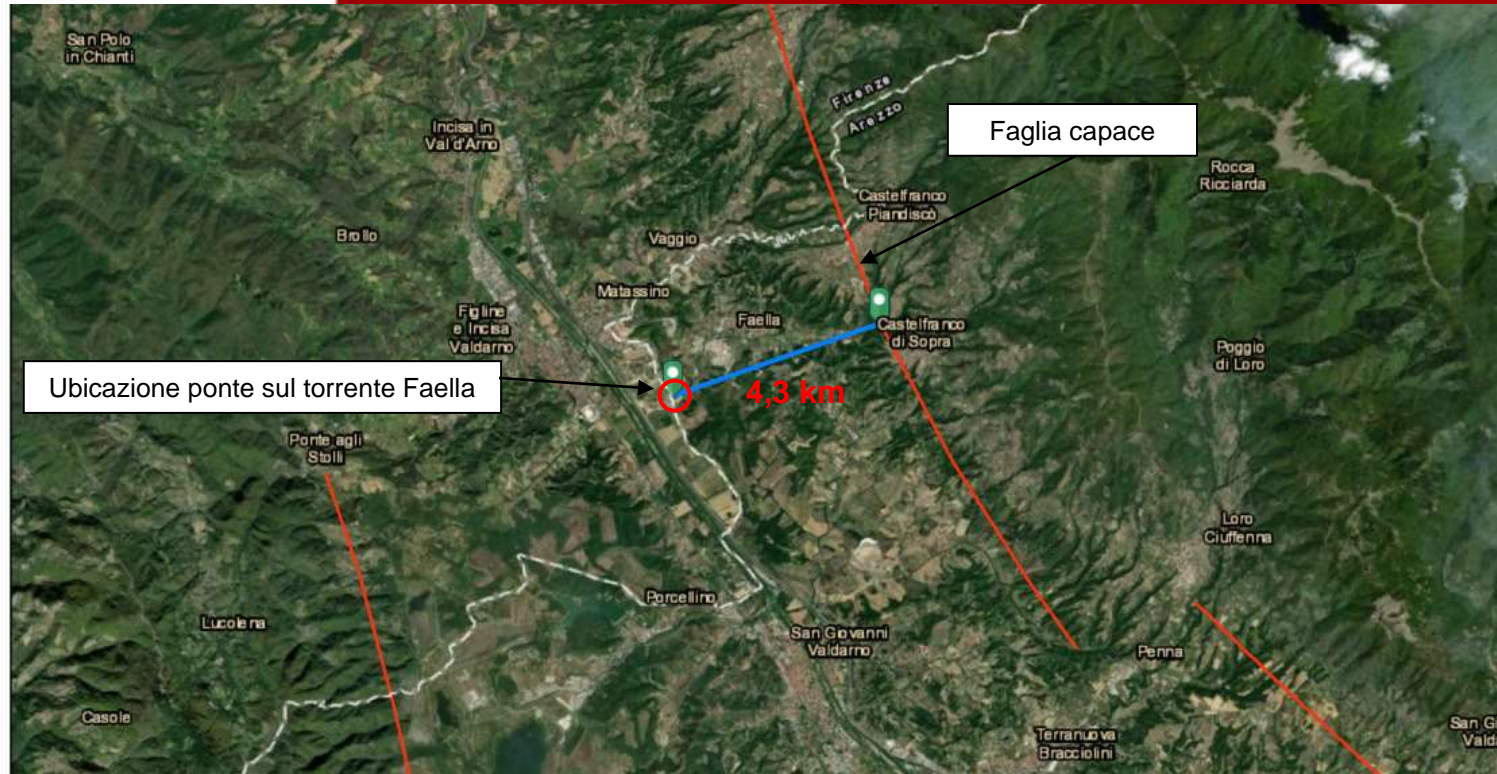 San Polo
in Chianti
Firenze
Arezzo
Incisa in
Val d'Arno
Faglia capace
Rocca
Ricciarda
Castelfranco
Piandiscò
Brollo
Vaggio
Matassino
Figline
e Incisa
Valdarno
Faella
Castelfranco
di Sopra
Poggio
di Loro
Ubicazione ponte sul torrente Faella
4,3 km
Ponte agli
Stolli
Loro
Ciuffenna
Porcellino
Lucolena
San Giovanni
Valdarno
Penna
Casole
Terranuova
Bracciolini
San G
Vald